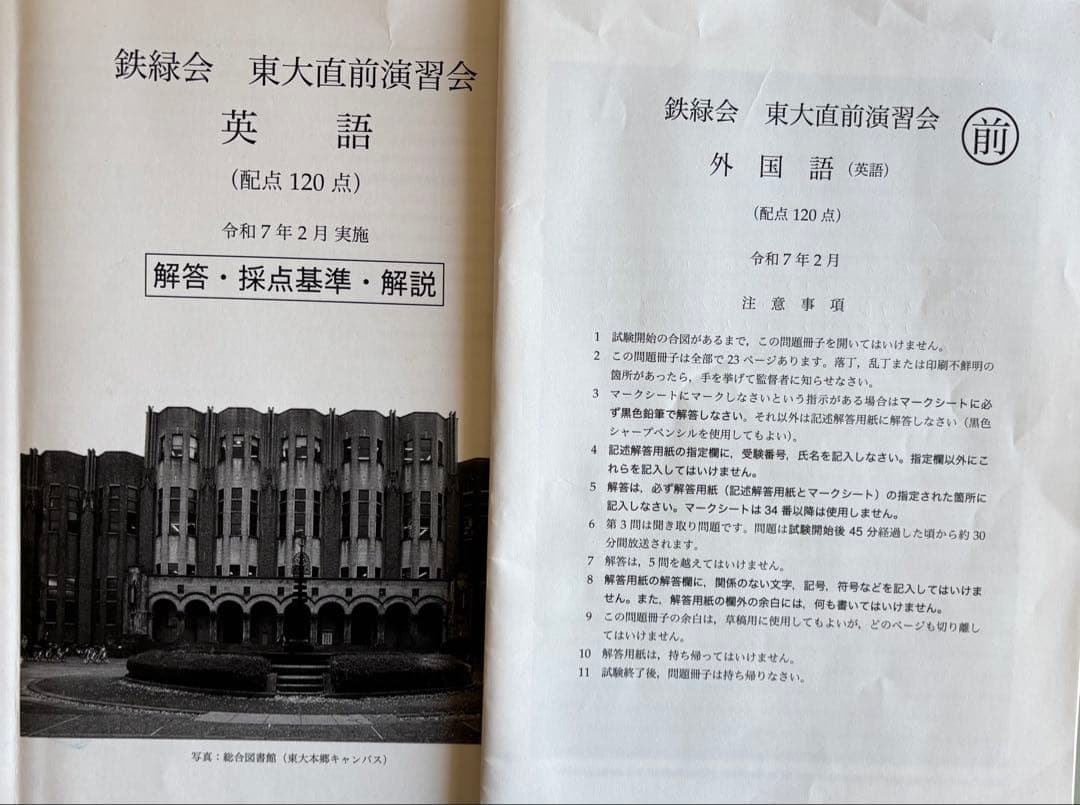 鉄緑会 東大直前演習会
英 語
(配点 120 点)
令和 7 年 2 月 実施
解答・採点基準・解説
写真：総合図書館（東大本郷キャンパス）
鉄緑会 東大直前演習会
前
外 国 語 (英語)
(配点 120 点)
令和 7 年 2 月
注 意 事 項
1 試験開始の合図があるまで，この問題冊子を開いてはいけません。
2 この問題冊子は全部で 23 ページあります。落丁，乱丁または印刷不鮮明の
箇所があったら，手を挙げて監督者に知らせなさい。
3 マークシートにマークしなさいという指示がある場合はマークシートに必
ず黒色鉛筆で解答しなさい。それ以外は記述解答用紙に解答しなさい（黒色
シャープペンシルを使用してもよい）。
4 記述解答用紙の指定欄に，受験番号，氏名を記入しなさい。指定欄以外にこ
れらを記入してはいけません。
5 解答は，必ず解答用紙（記述解答用紙とマークシート）の指定された箇所に
記入しなさい。マークシートは 34 番以降は使用しません。
6 第 3 問は聞き取り問題です。問題は試験開始後 45 分経過した頃から約 30
分間放送されます。
7 解答は，5 問を越えてはいけません。
8 解答用紙の解答欄に，関係のない文字，記号，符号などを記入してはいけま
せん。また，解答用紙の欄外の余白には，何も書いてはいけません。
9 この問題冊子の余白は，草稿用に使用してもよいが，どのページも切り離し
てはいけません。
10 解答用紙は，持ち帰ってはいけません。
11 試験終了後，問題冊子は持ち帰りなさい。